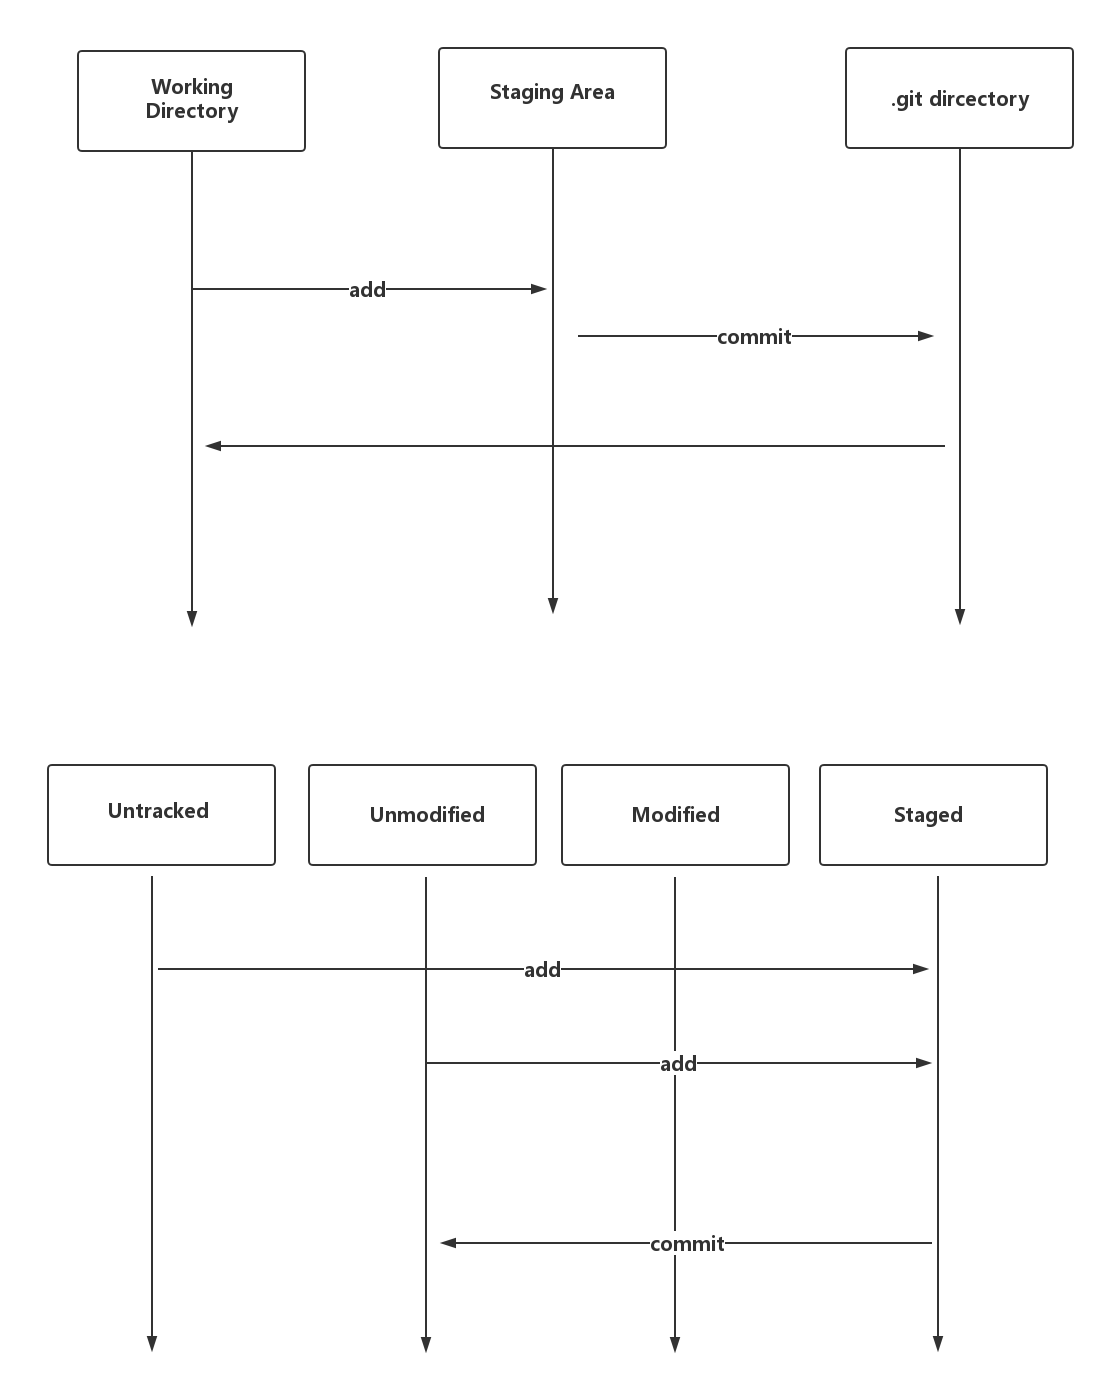 Working
Directory
Staging Area
.git dircectory
add
commit
Untracked
Unmodified
Modified
Staged
add
add
commit